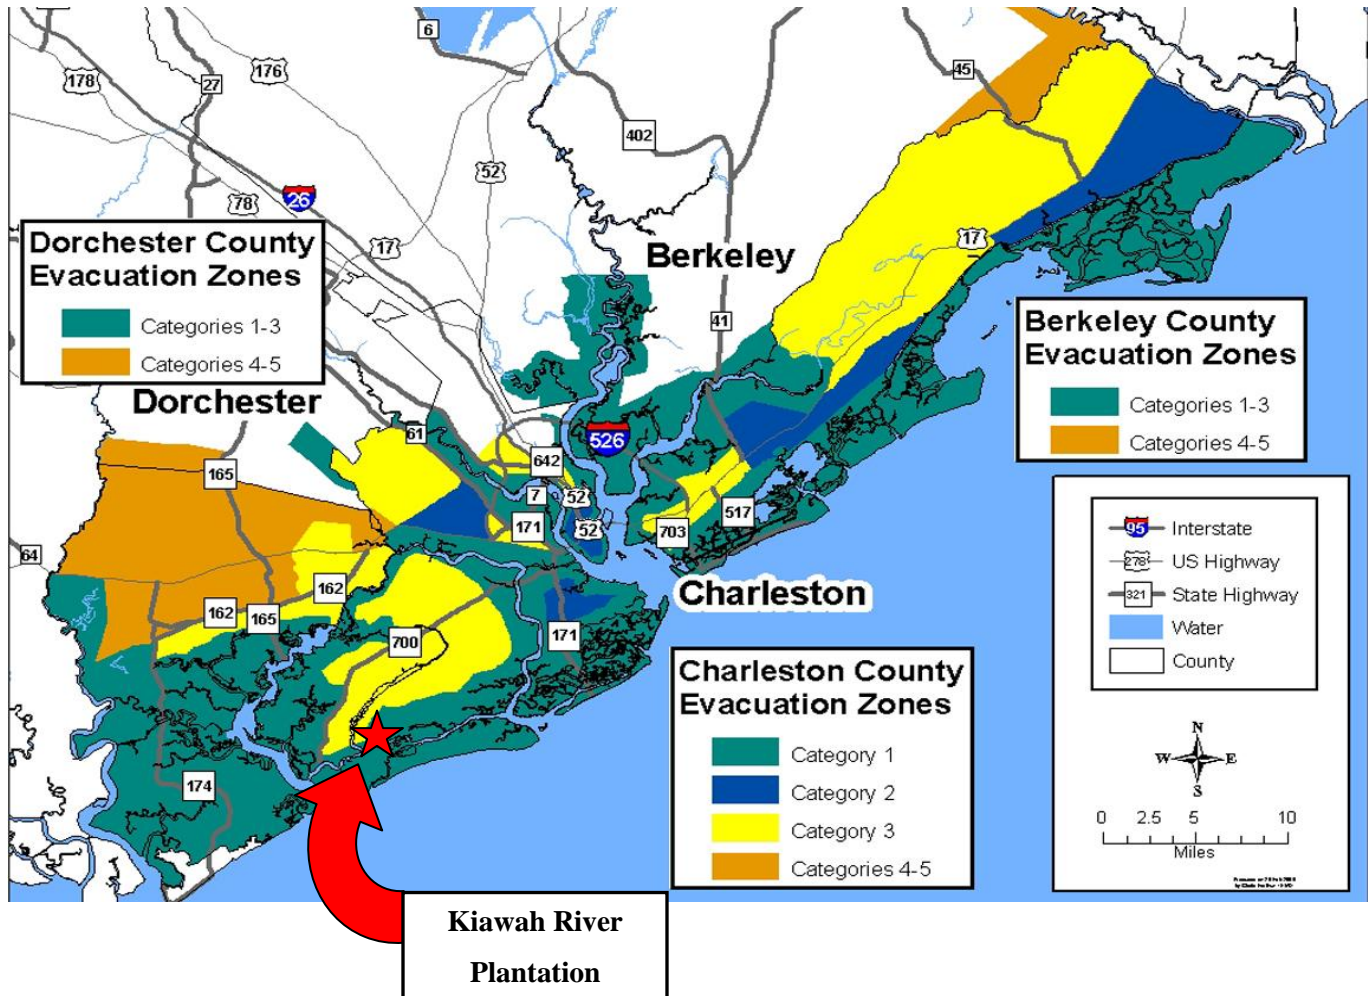 6
45
178
176
27
402
52
78
26
17
17
Dorchester County
Evacuation Zones
Categories 1-3
Categories 4-5
Berkeley
41
Berkeley County
Evacuation Zones
Categories 1-3
Categories 4-5
Dorchester
61
526
642
165
7
52
171
52
703
517
64
162
162
165
700
171
174
Charleston
Charleston County
Evacuation Zones
Category 1
Category 2
Category 3
Categories 4-5
95
Interstate
278
US Highway
321
State Highway
Water
County
N
W
E
S
0
2.5
5
10
Miles
Kiawah River
Plantation